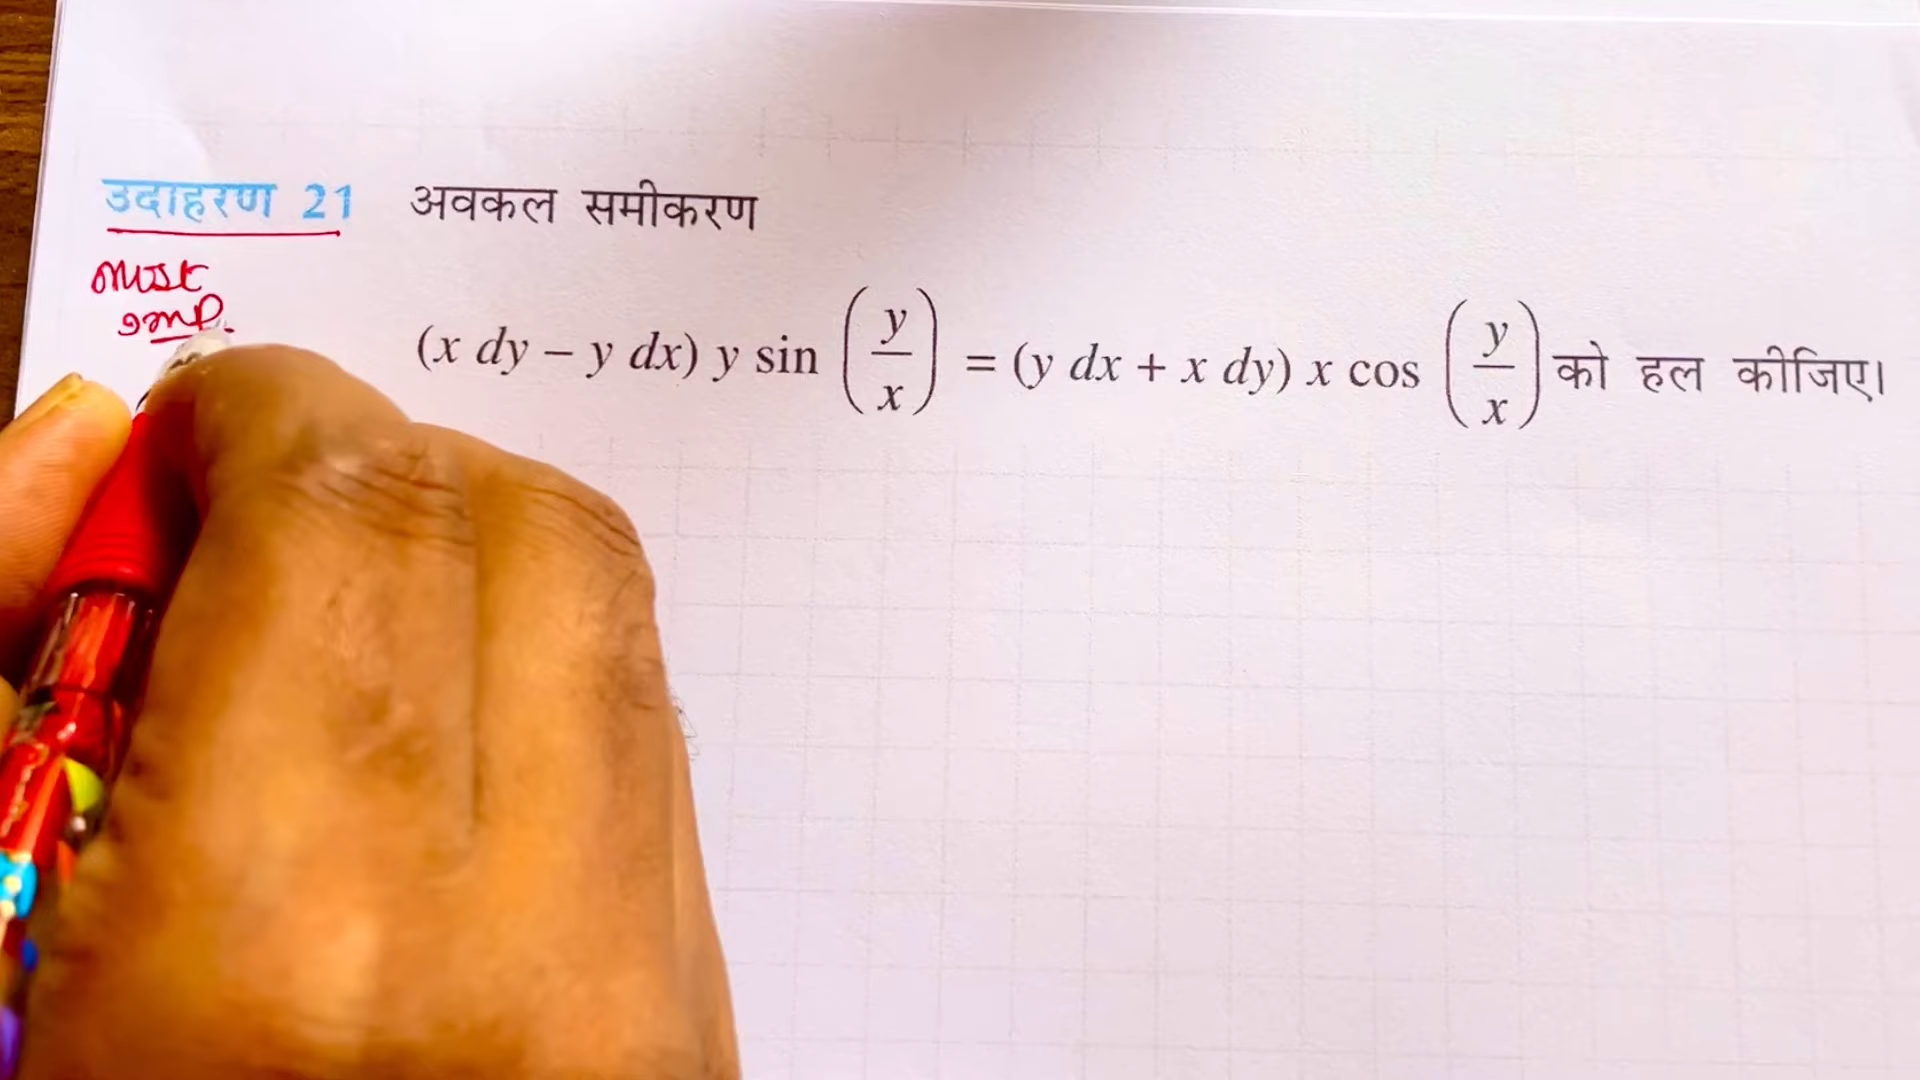 उदाहरण 21 अवकल समीकरण
must
Imp.
(x dy – y dx) y sin (y/x) = (y dx + x dy) x cos (y/x) को हल कीजिए।